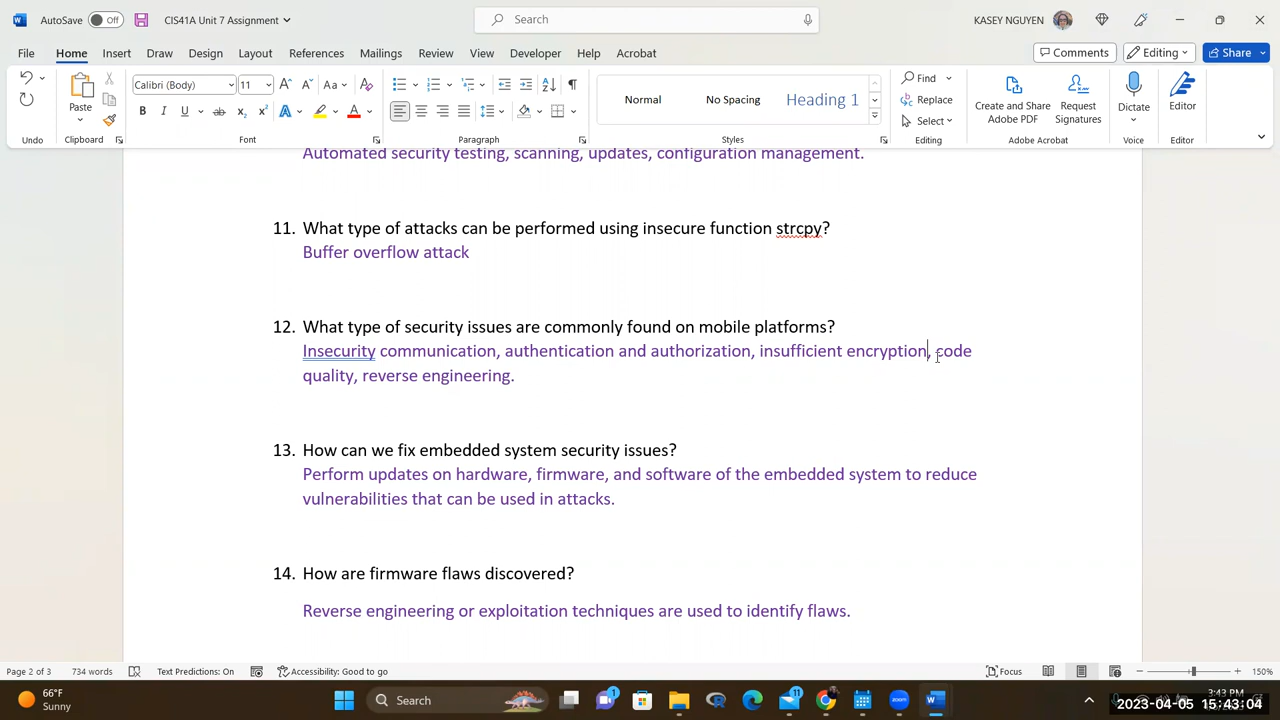 AutoSave Off CIS41A Unit 7 Assignment Search KASEY NGUYEN
File Home Insert Draw Design Layout References Mailings Review View Developer Help Acrobat Comments Editing Share
Calibri (Body) 11 Aa Normal No Spacing Heading 1 Find
Paste Replace Create and Share Request Dictate Editor
B I U ab x₂ x² A A Select Adobe PDF Signatures
Undo Clipboard Font Paragraph Styles Editing Adobe Acrobat Voice Editor
Automated security testing, scanning, updates, configuration management.
11. What type of attacks can be performed using insecure function strcpy?
Buffer overflow attack
12. What type of security issues are commonly found on mobile platforms?
Insecurity communication, authentication and authorization, insufficient encryption, code
quality, reverse engineering.
13. How can we fix embedded system security issues?
Perform updates on hardware, firmware, and software of the embedded system to reduce
vulnerabilities that can be used in attacks.
14. How are firmware flaws discovered?
Reverse engineering or exploitation techniques are used to identify flaws.
Page 2 of 3 734 words Text Predictions: On Accessibility: Good to go Focus 150%
66°F
Sunny
Search
1
11
3:43 PM
2023-04-05 15:43:04